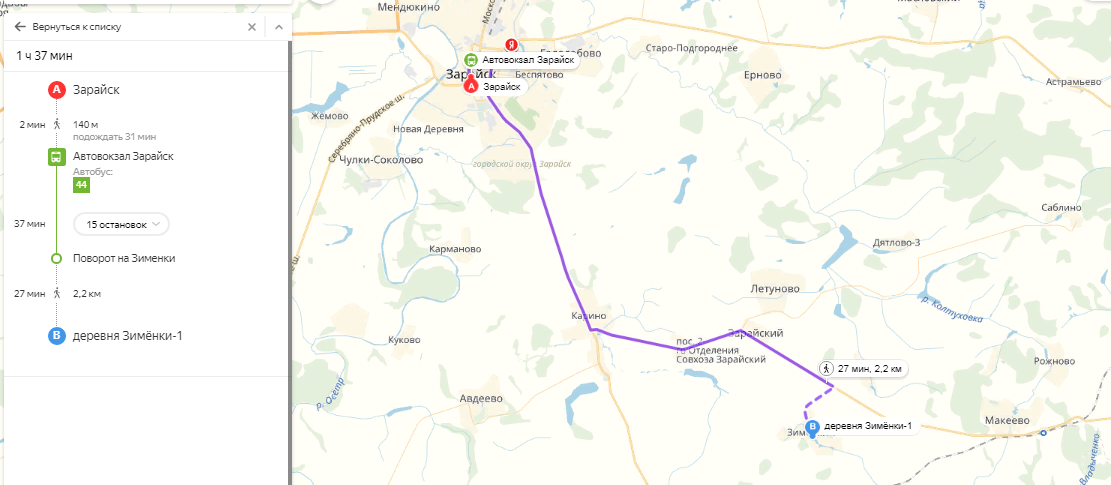 Вернуться к списку
1 ч 37 мин
A Зарайск
2 мин 140 м
подождать 31 мин
Автовокзал Зарайск
Автобус:
44
37 мин 15 остановок
Поворот на Зименки
27 мин 2,2 км
B деревня Зимёнки-1
Мендюкино
Я
Старо-Подгороднее
Автовокзал Зарайск
Зарайск
Беспятово
A Зарайск
Ерново
Астрамьево
Жемово
Серебряно-Прудское ш.
Новая Деревня
Чулки-Соколово
городской округ Зарайск
Саблино
Дятлово-3
Карманово
Летуново
р. Колтуховка
Карино
Зарайский
Куково
пос. 2-
го Отделения
Совхоза Зарайский
Рожново
27 мин, 2,2 км
р. Осётр
Авдеево
Макеево
B деревня Зимёнки-1